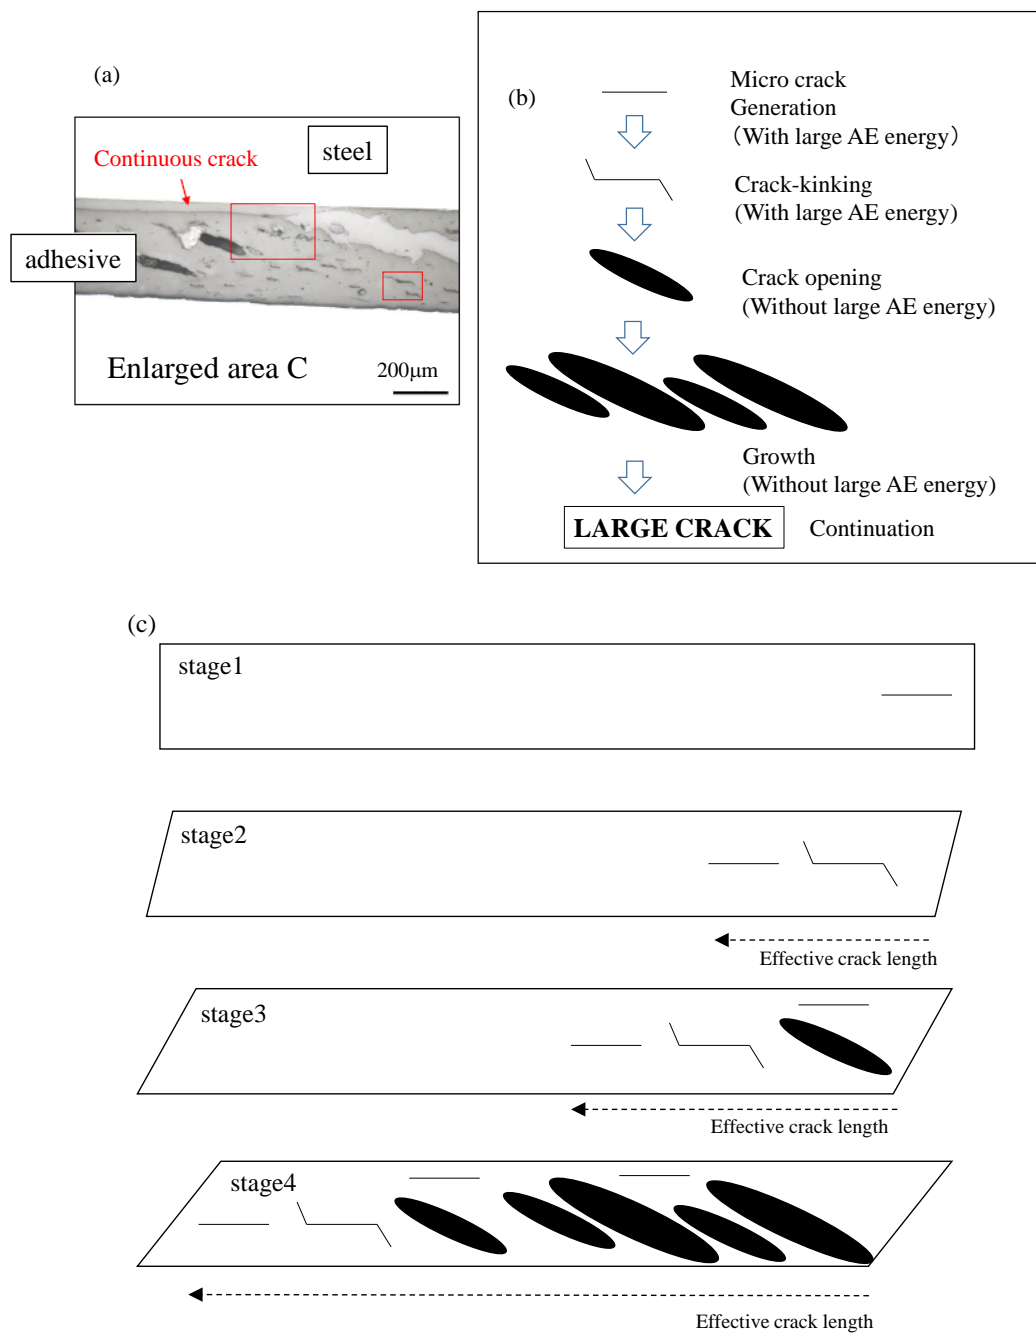 (a)
steel
Continuous crack
adhesive
Enlarged area C
200μm
(b)
Micro crack
Generation
(With large AE energy)
Crack-kinking
(With large AE energy)
Crack opening
(Without large AE energy)
Growth
(Without large AE energy)
LARGE CRACK
Continuation
(c)
stage1
stage2
Effective crack length
stage3
Effective crack length
stage4
Effective crack length